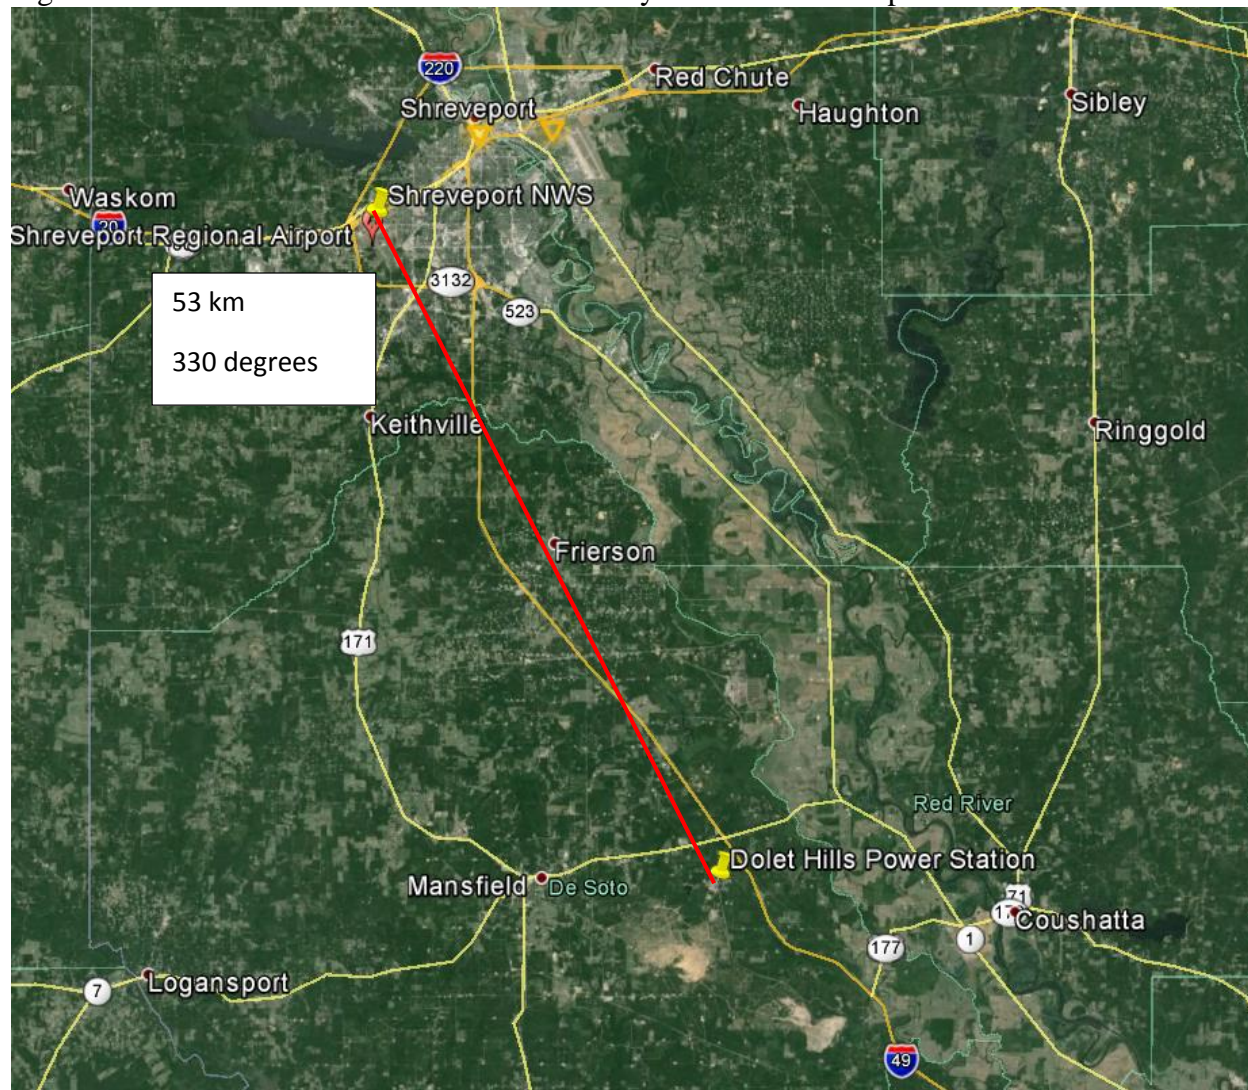 220
Red Chute
Shreveport
Haughton
Sibley
Waskom
Shreveport NWS
20
Shreveport Regional Airport
53 km
330 degrees
3132
523
Keithville
Ringgold
Frierson
171
Red River
Dolet Hills Power Station
Mansfield
De Soto
71
Coushatta
1
177
Logansport
7
49